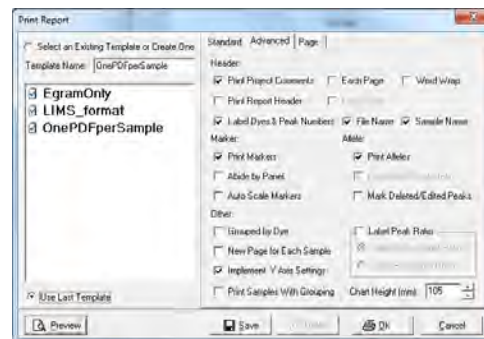 Print Report
Select an Existing Template or Create One
Template Name: OnePDFperSample
EgramOnly
LIMS_format
OnePDFperSample
Use Last Template
Preview
Standard Advanced Page
Header:
Print Project Comments Each Page Word Wrap
Print Report Header
Label Dyes & Peak Numbers File Name Sample Name
Marker: Allele:
Print Markers Print Alleles
Abide by Panel
Auto Scale Markers Mark Deleted/Edited Peaks
Other:
Grouped by Dye Label Peak Ratio
New Page for Each Sample
Implement Y Axis Settings
Print Samples With Grouping Chart Height (mm): 105
Save OK Cancel